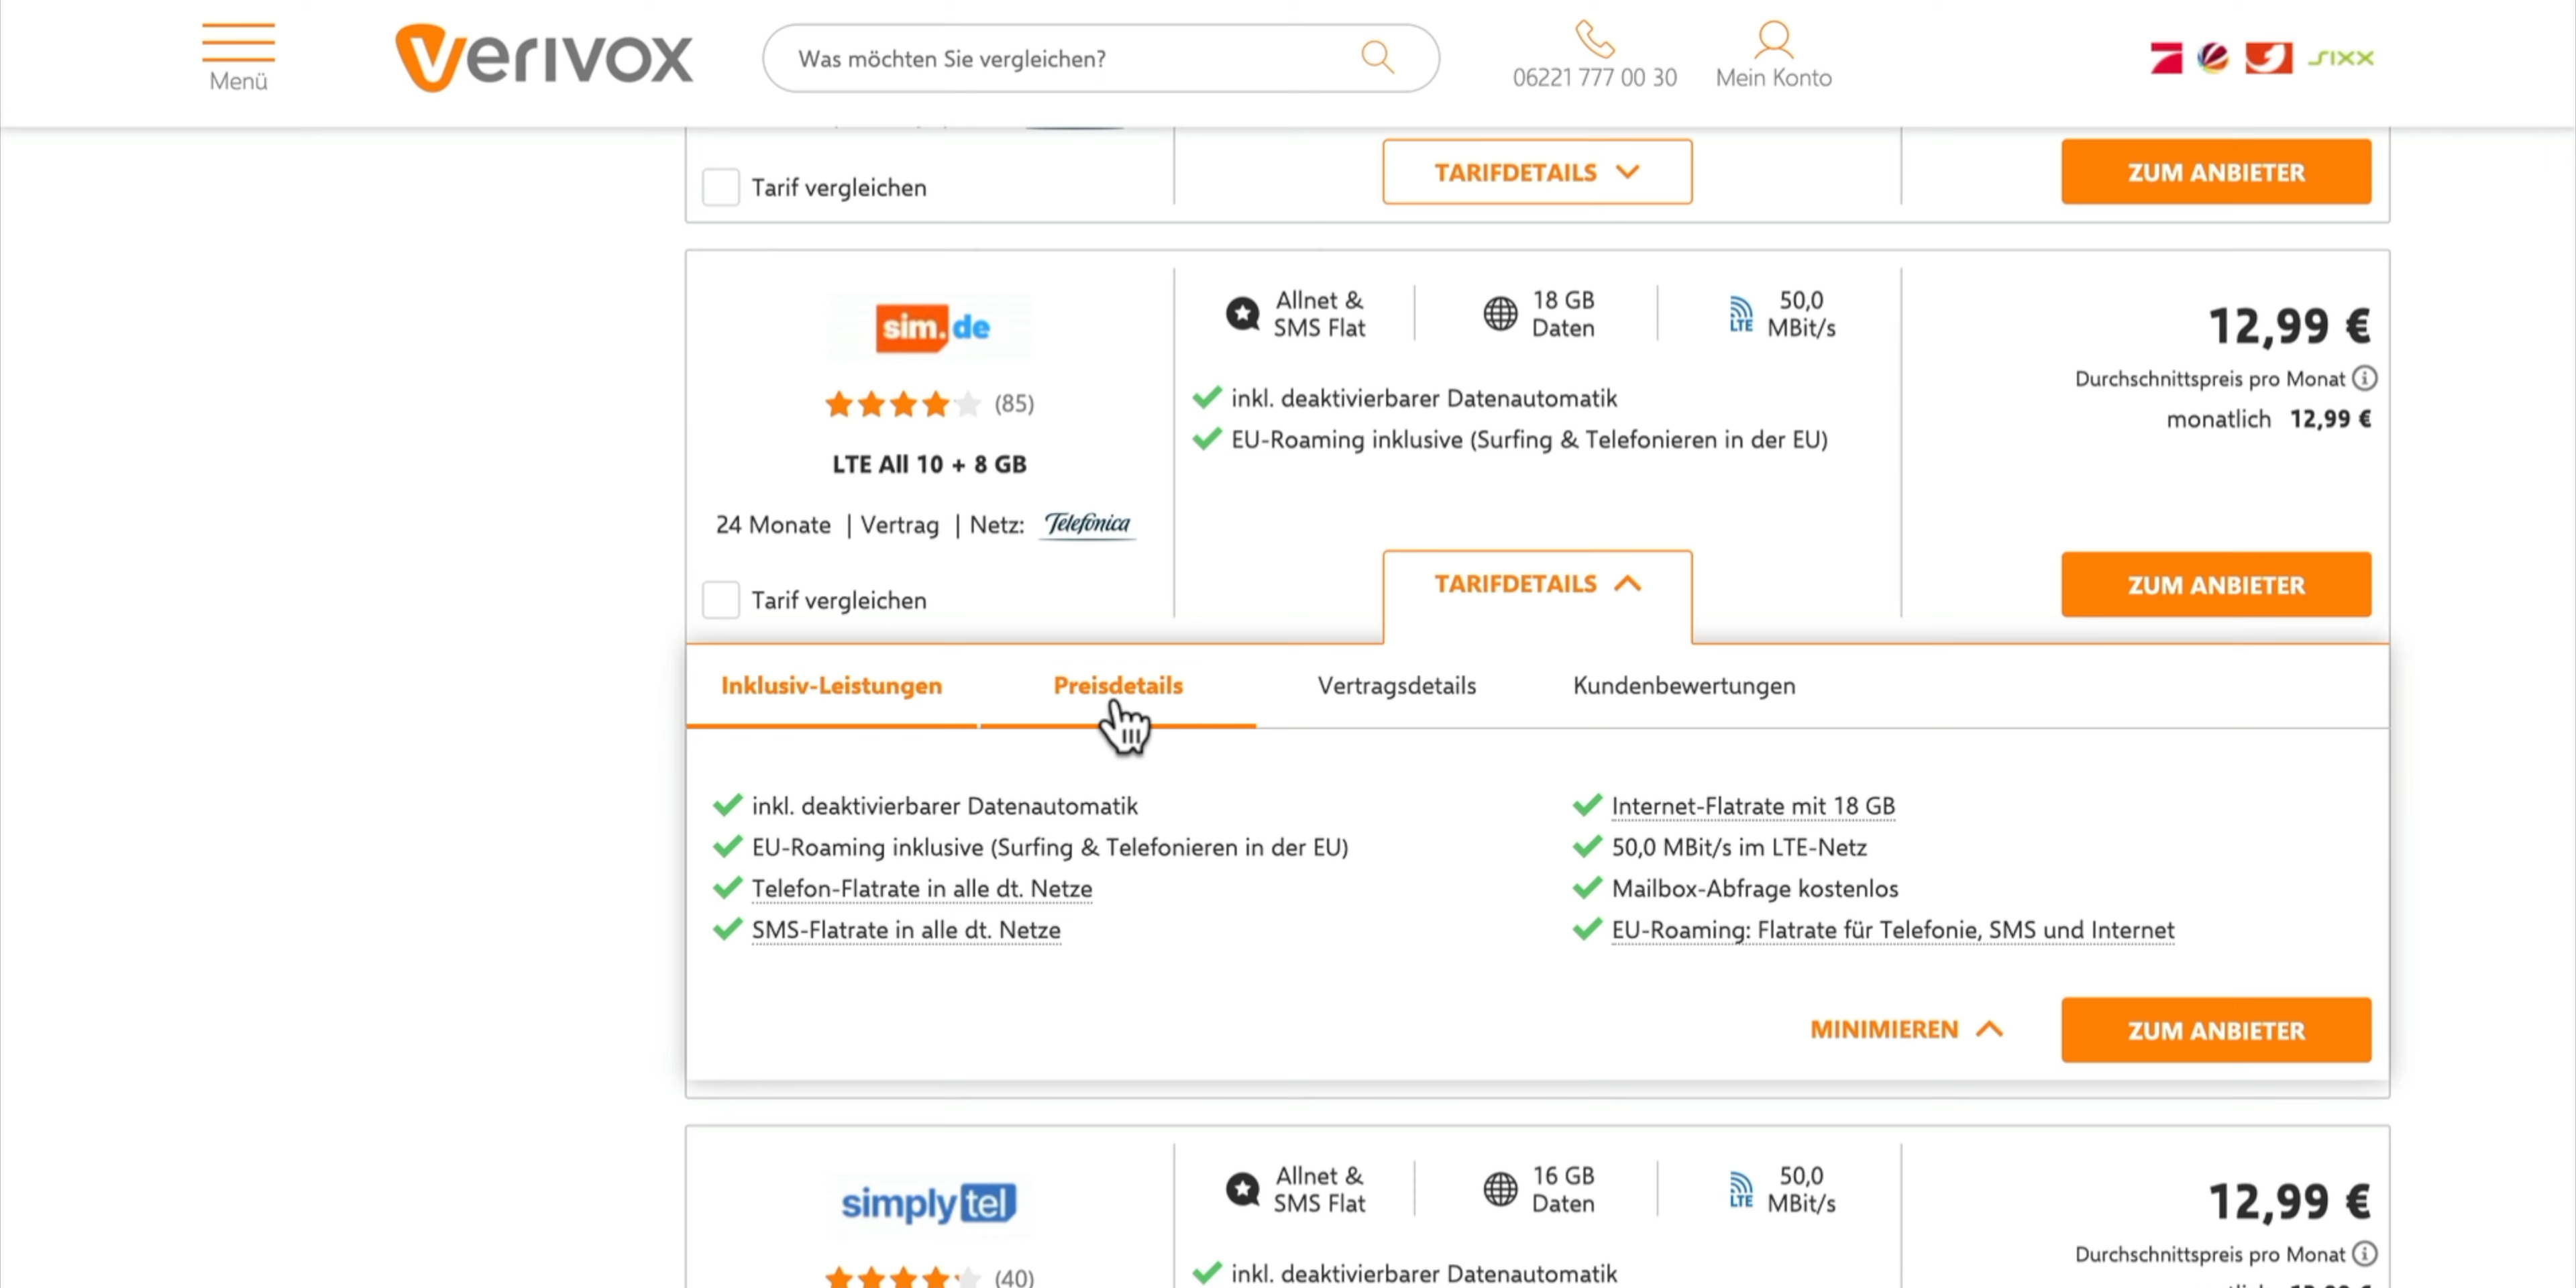 Menü
verivox
Was möchten Sie vergleichen?
06221 777 00 30
Mein Konto
sixx
Tarif vergleichen
TARIFDETAILS
ZUM ANBIETER
sim.de
(85)
LTE All 10 + 8 GB
24 Monate | Vertrag | Netz: Telefónica
Tarif vergleichen
Allnet &
SMS Flat
18 GB
Daten
LTE
50,0
MBit/s
inkl. deaktivierbarer Datenautomatik
EU-Roaming inklusive (Surfing & Telefonieren in der EU)
TARIFDETAILS
12,99 €
Durchschnittspreis pro Monat
monatlich 12,99 €
ZUM ANBIETER
Inklusiv-Leistungen
Preisdetails
Vertragsdetails
Kundenbewertungen
inkl. deaktivierbarer Datenautomatik
EU-Roaming inklusive (Surfing & Telefonieren in der EU)
Telefon-Flatrate in alle dt. Netze
SMS-Flatrate in alle dt. Netze
Internet-Flatrate mit 18 GB
50,0 MBit/s im LTE-Netz
Mailbox-Abfrage kostenlos
EU-Roaming: Flatrate für Telefonie, SMS und Internet
MINIMIEREN
ZUM ANBIETER
simplytel
(40)
Allnet &
SMS Flat
16 GB
Daten
LTE
50,0
MBit/s
inkl. deaktivierbarer Datenautomatik
12,99 €
Durchschnittspreis pro Monat